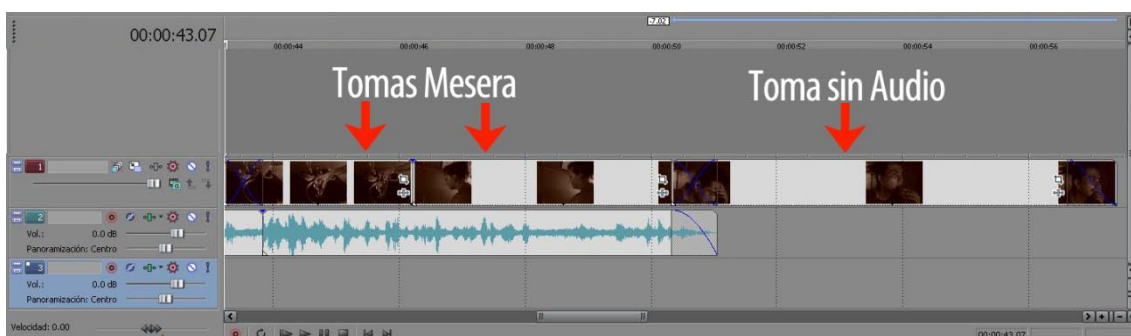 -7.02
00:00:43.07
00:00:44 00:00:46 00:00:48 00:00:50 00:00:52 00:00:54 00:00:56
Tomas Mesera Toma sin Audio
1
2
Vol.: 0.0 dB
Panoramización: Centro
3
Vol.: 0.0 dB
Panoramización: Centro
Velocidad: 0.00
00:00:43.07